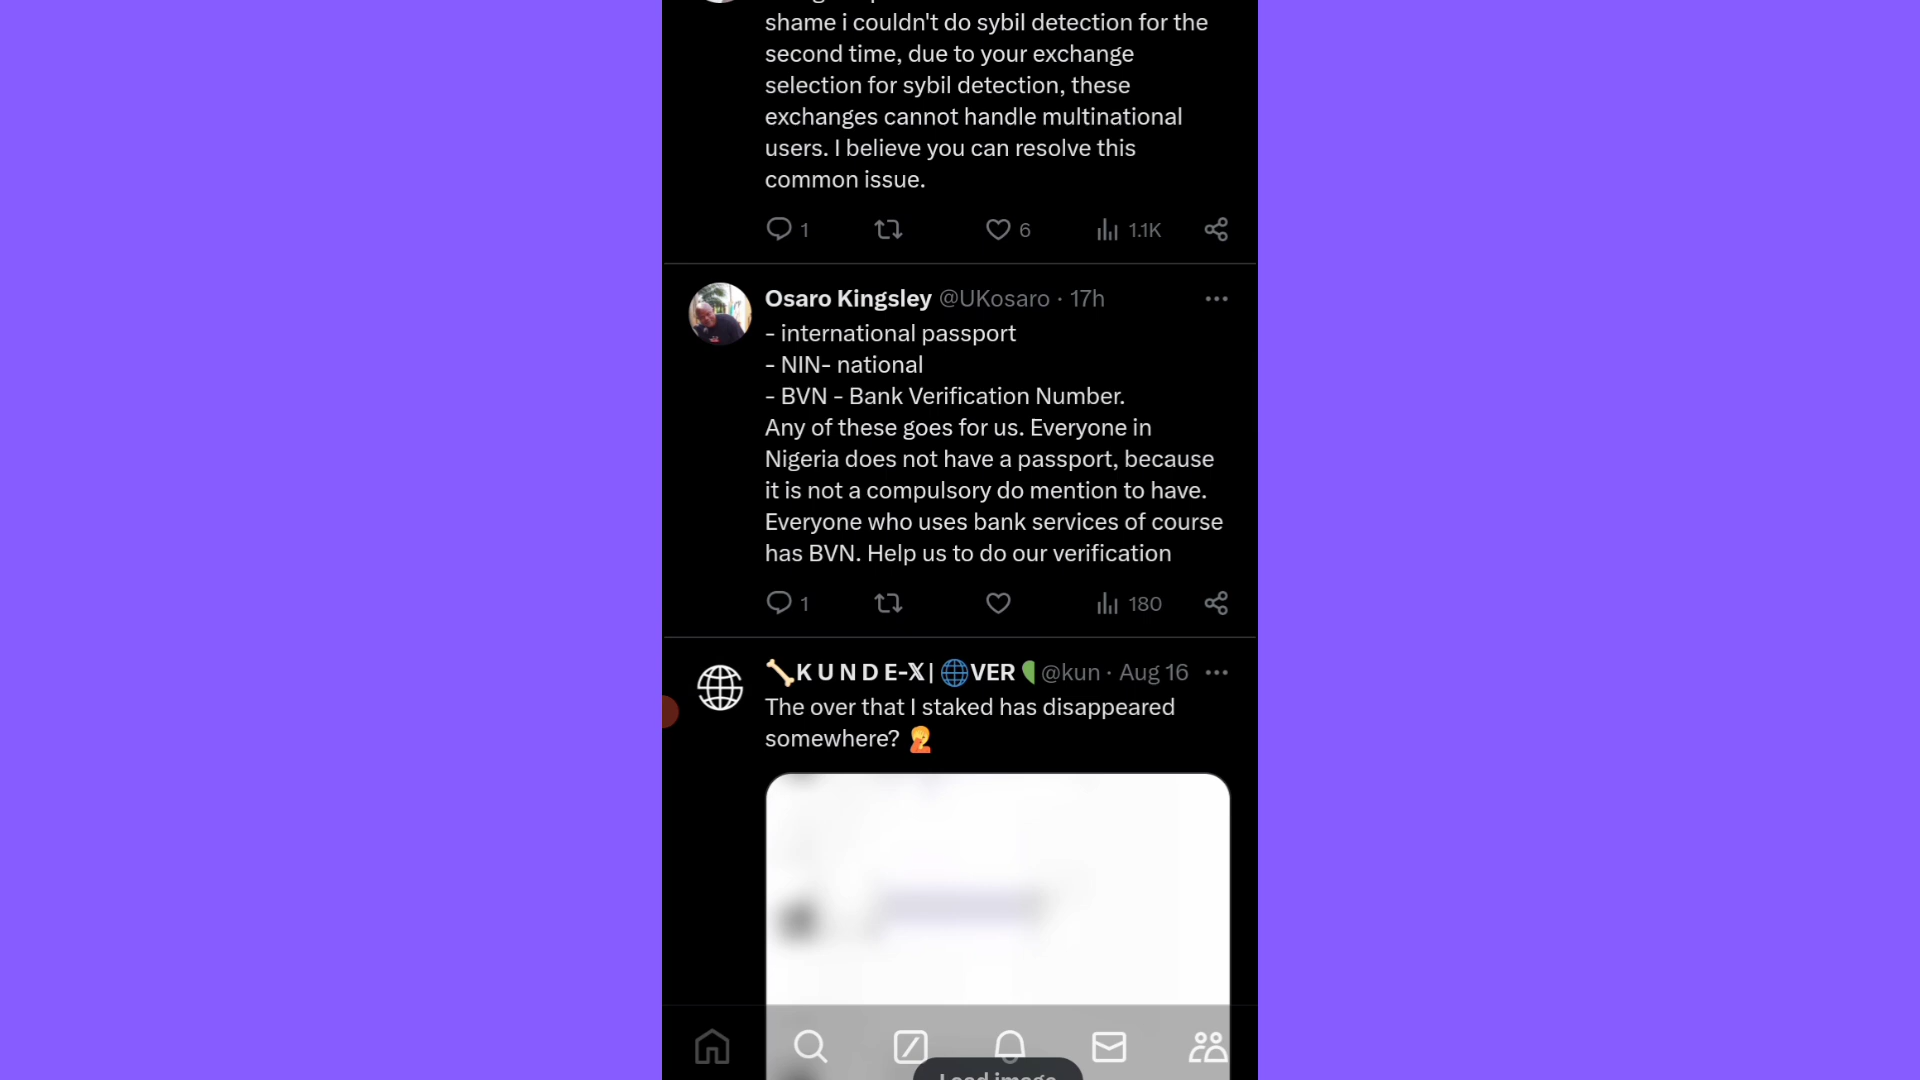 shame i couldn't do sybil detection for the
second time, due to your exchange
selection for sybil detection, these
exchanges cannot handle multinational
users. I believe you can resolve this
common issue.
1 6 1.1K
Osaro Kingsley @UKosaro · 17h
- international passport
- NIN- national
- BVN - Bank Verification Number.
Any of these goes for us. Everyone in
Nigeria does not have a passport, because
it is not a compulsory do mention to have.
Everyone who uses bank services of course
has BVN. Help us to do our verification
1 180
🦴K U N D E-𝕏| 🌐VER @kun · Aug 16
The over that I staked has disappeared
somewhere? 🤦
Load image